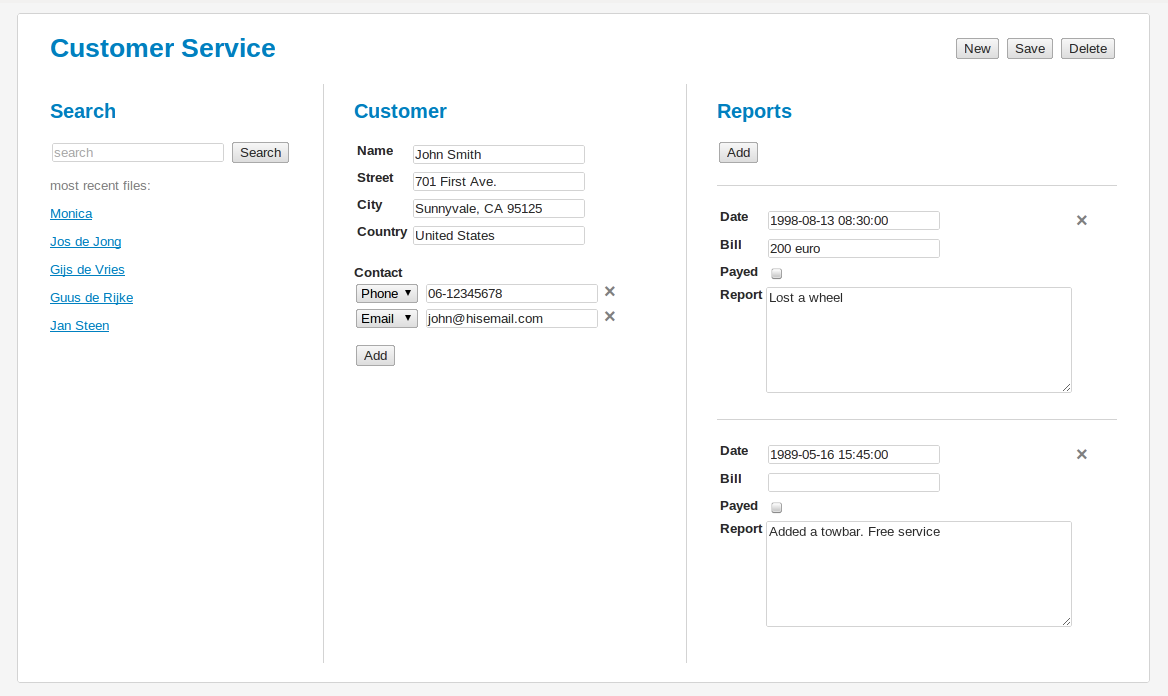 Customer Service
New Save Delete
Search
search Search
most recent files:
Monica
Jos de Jong
Gijs de Vries
Guus de Rijke
Jan Steen
Customer
Name John Smith
Street 701 First Ave.
City Sunnyvale, CA 95125
Country United States
Contact
Phone 06-12345678
Email john@hisemail.com
Add
Reports
Add
Date 1998-08-13 08:30:00
Bill 200 euro
Payed
Report Lost a wheel
Date 1989-05-16 15:45:00
Bill
Payed
Report Added a towbar. Free service